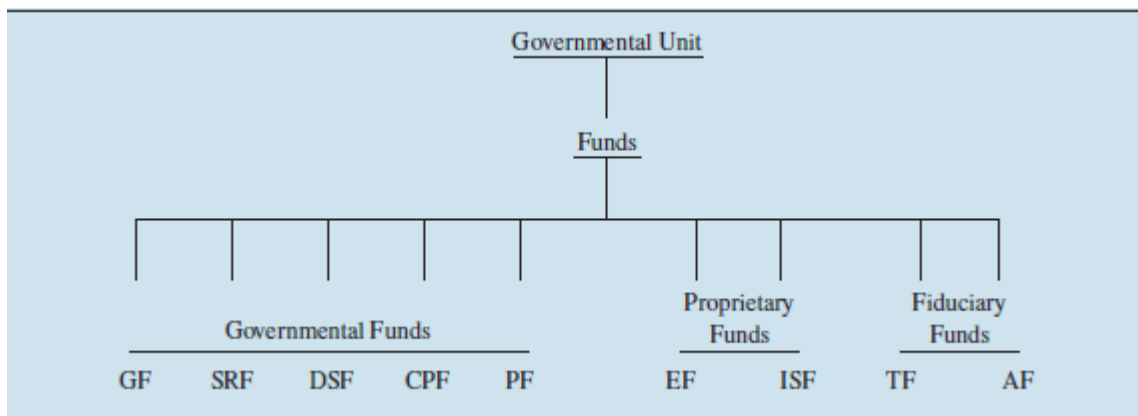 Governmental Unit
Funds
Governmental Funds
Proprietary
Funds
Fiduciary
Funds
GF SRF DSF CPF PF EF ISF TF AF